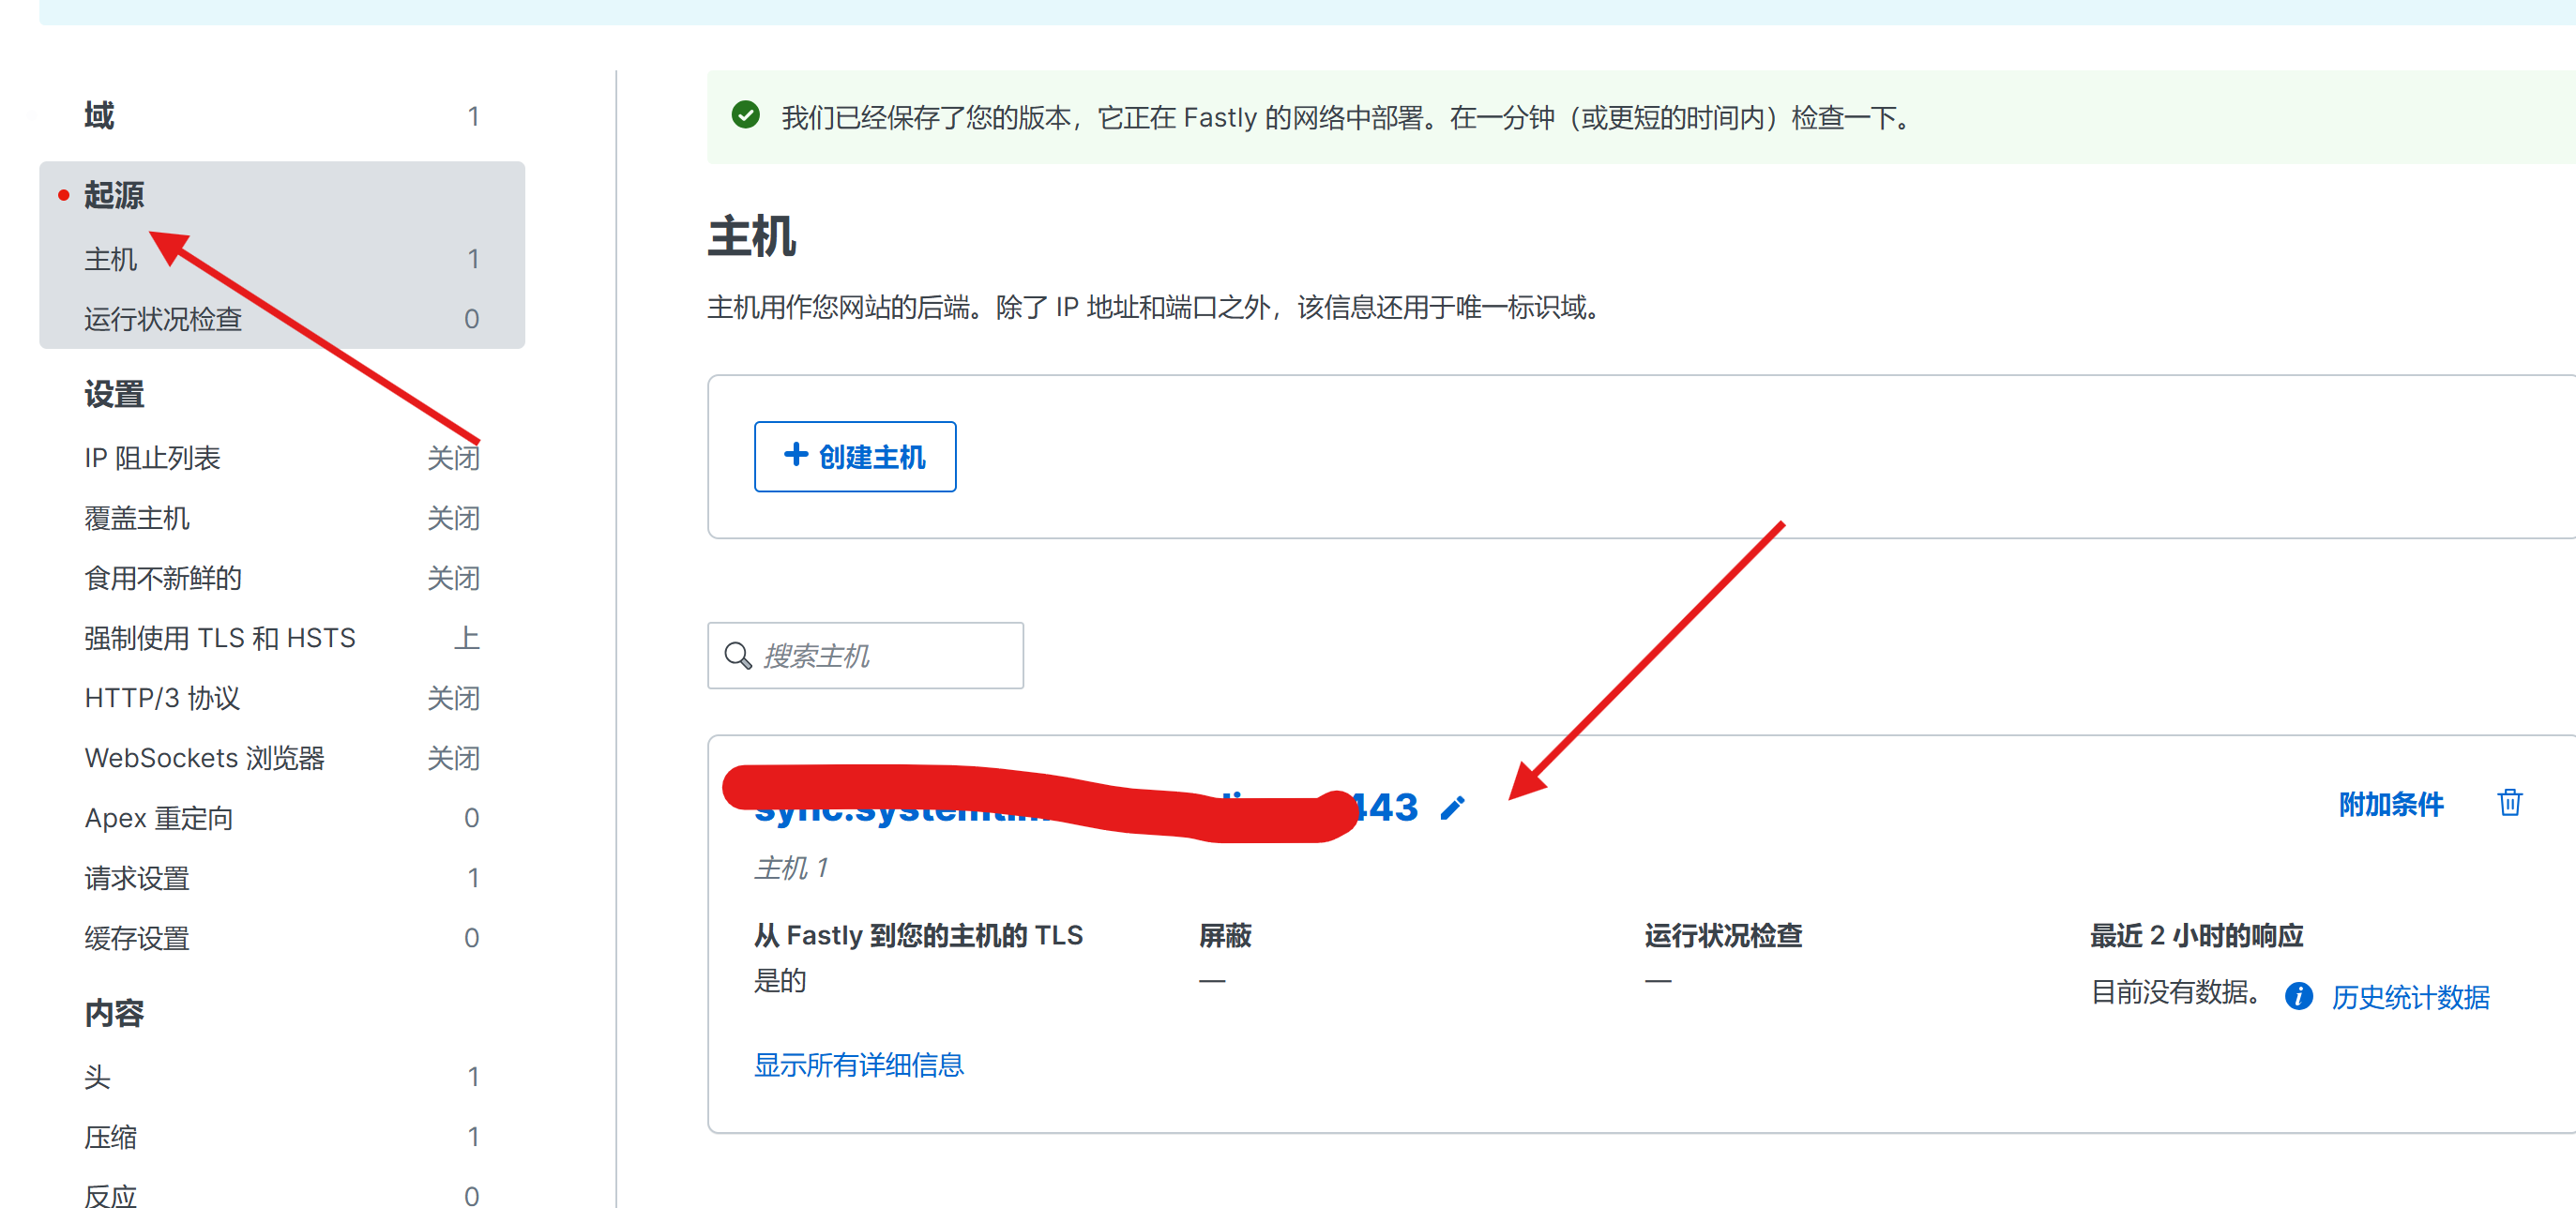 域 1
起源
主机 1
运行状况检查 0
设置
IP 阻止列表 关闭
覆盖主机 关闭
食用不新鲜的 关闭
强制使用 TLS 和 HSTS 上
HTTP/3 协议 关闭
WebSockets 浏览器 关闭
Apex 重定向 0
请求设置 1
缓存设置 0
内容
头 1
压缩 1
反应 0
我们已经保存了您的版本，它正在 Fastly 的网络中部署。在一分钟（或更短的时间内）检查一下。
主机
主机用作您网站的后端。除了 IP 地址和端口之外，该信息还用于唯一标识域。
+ 创建主机
搜索主机
443
附加条件
主机 1
从 Fastly 到您的主机的 TLS
是的
屏蔽
—
运行状况检查
—
最近 2 小时的响应
目前没有数据。 i 历史统计数据
显示所有详细信息